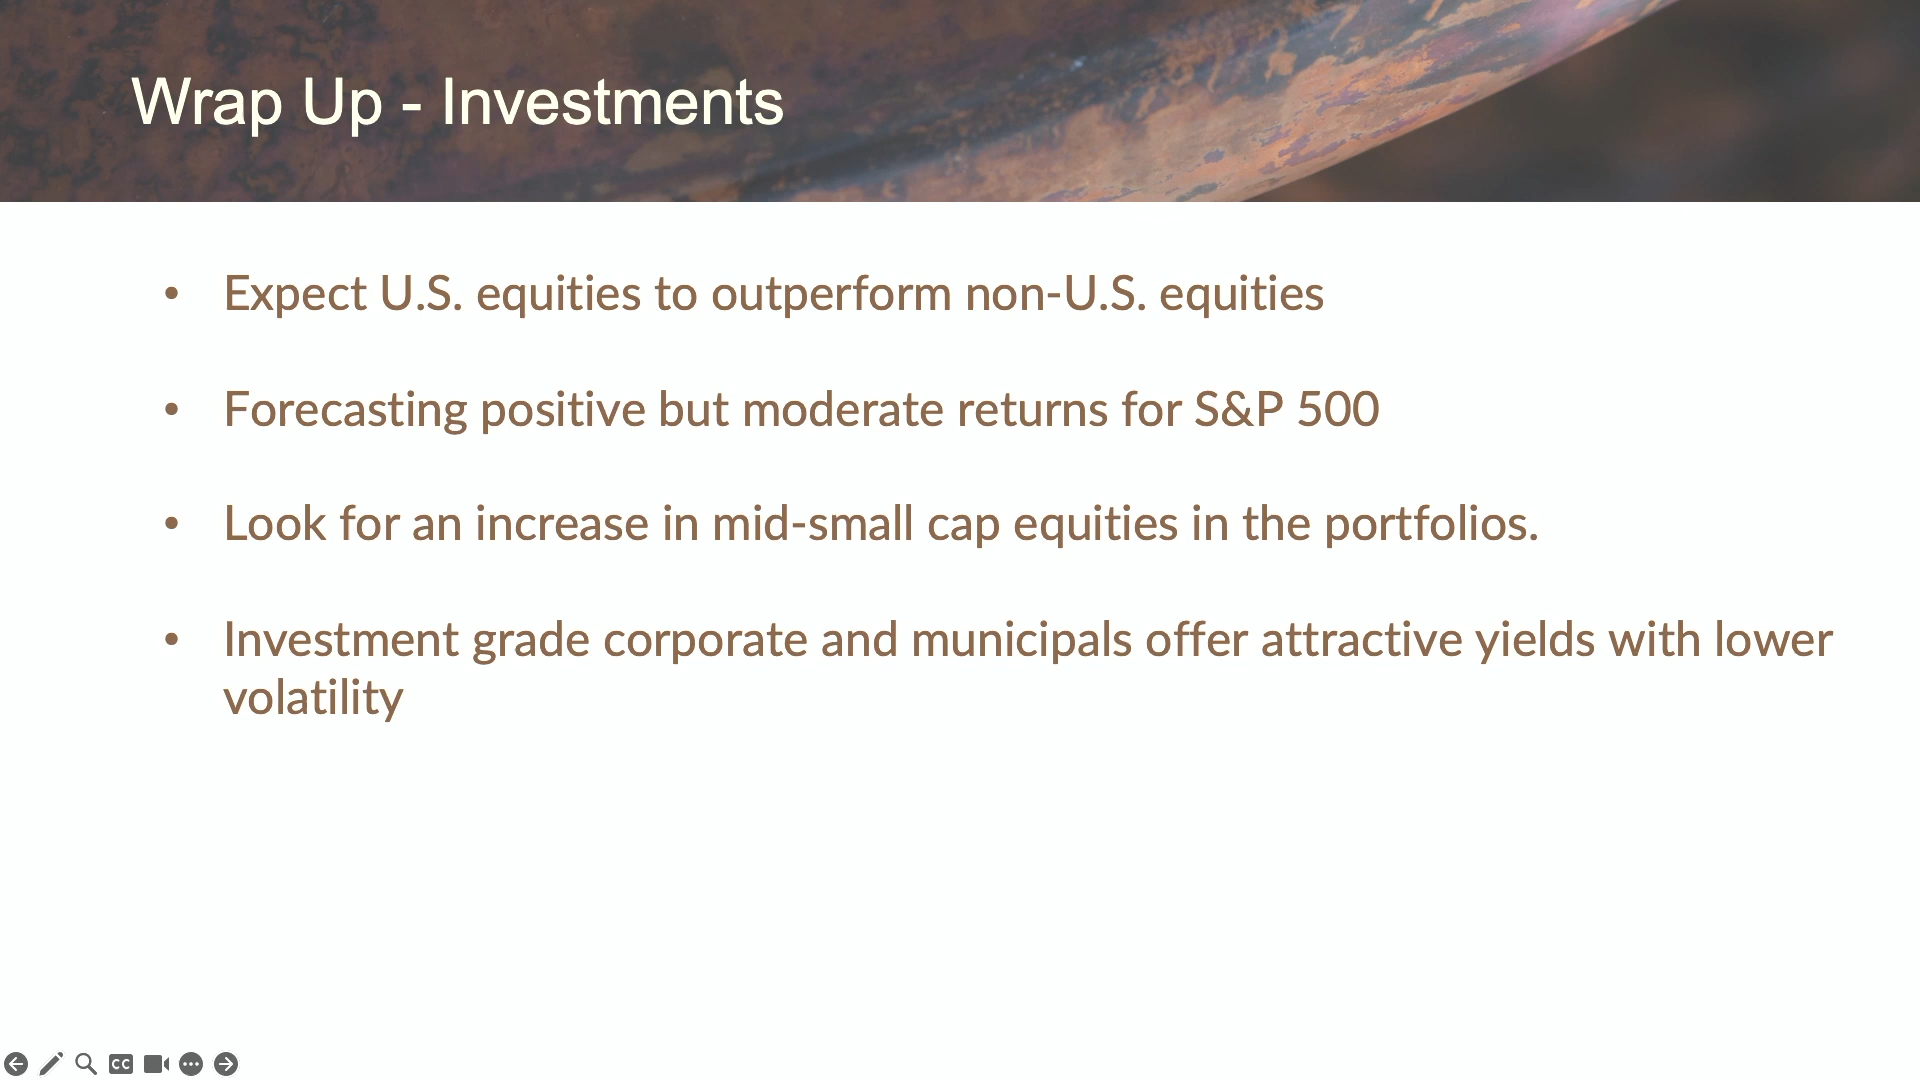 Wrap Up - Investments
• Expect U.S. equities to outperform non-U.S. equities
• Forecasting positive but moderate returns for S&P 500
• Look for an increase in mid-small cap equities in the portfolios.
• Investment grade corporate and municipals offer attractive yields with lower
volatility
CC